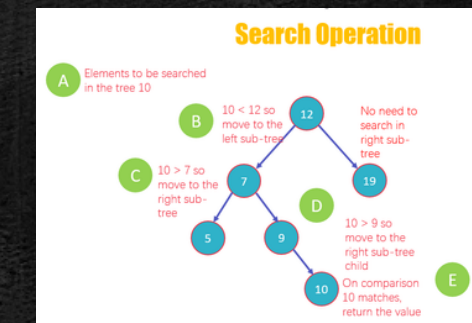 Search Operation
A
Elements to be searched
in the tree 10
B
10 < 12 so
move to the
left sub-tree
12
No need to
search in
right sub-
tree
C
10 > 7 so
move to the
right sub-
tree
7
19
D
5
9
10 > 9 so
move to the
right sub-tree
child
10
On comparison
10 matches,
return the value
E